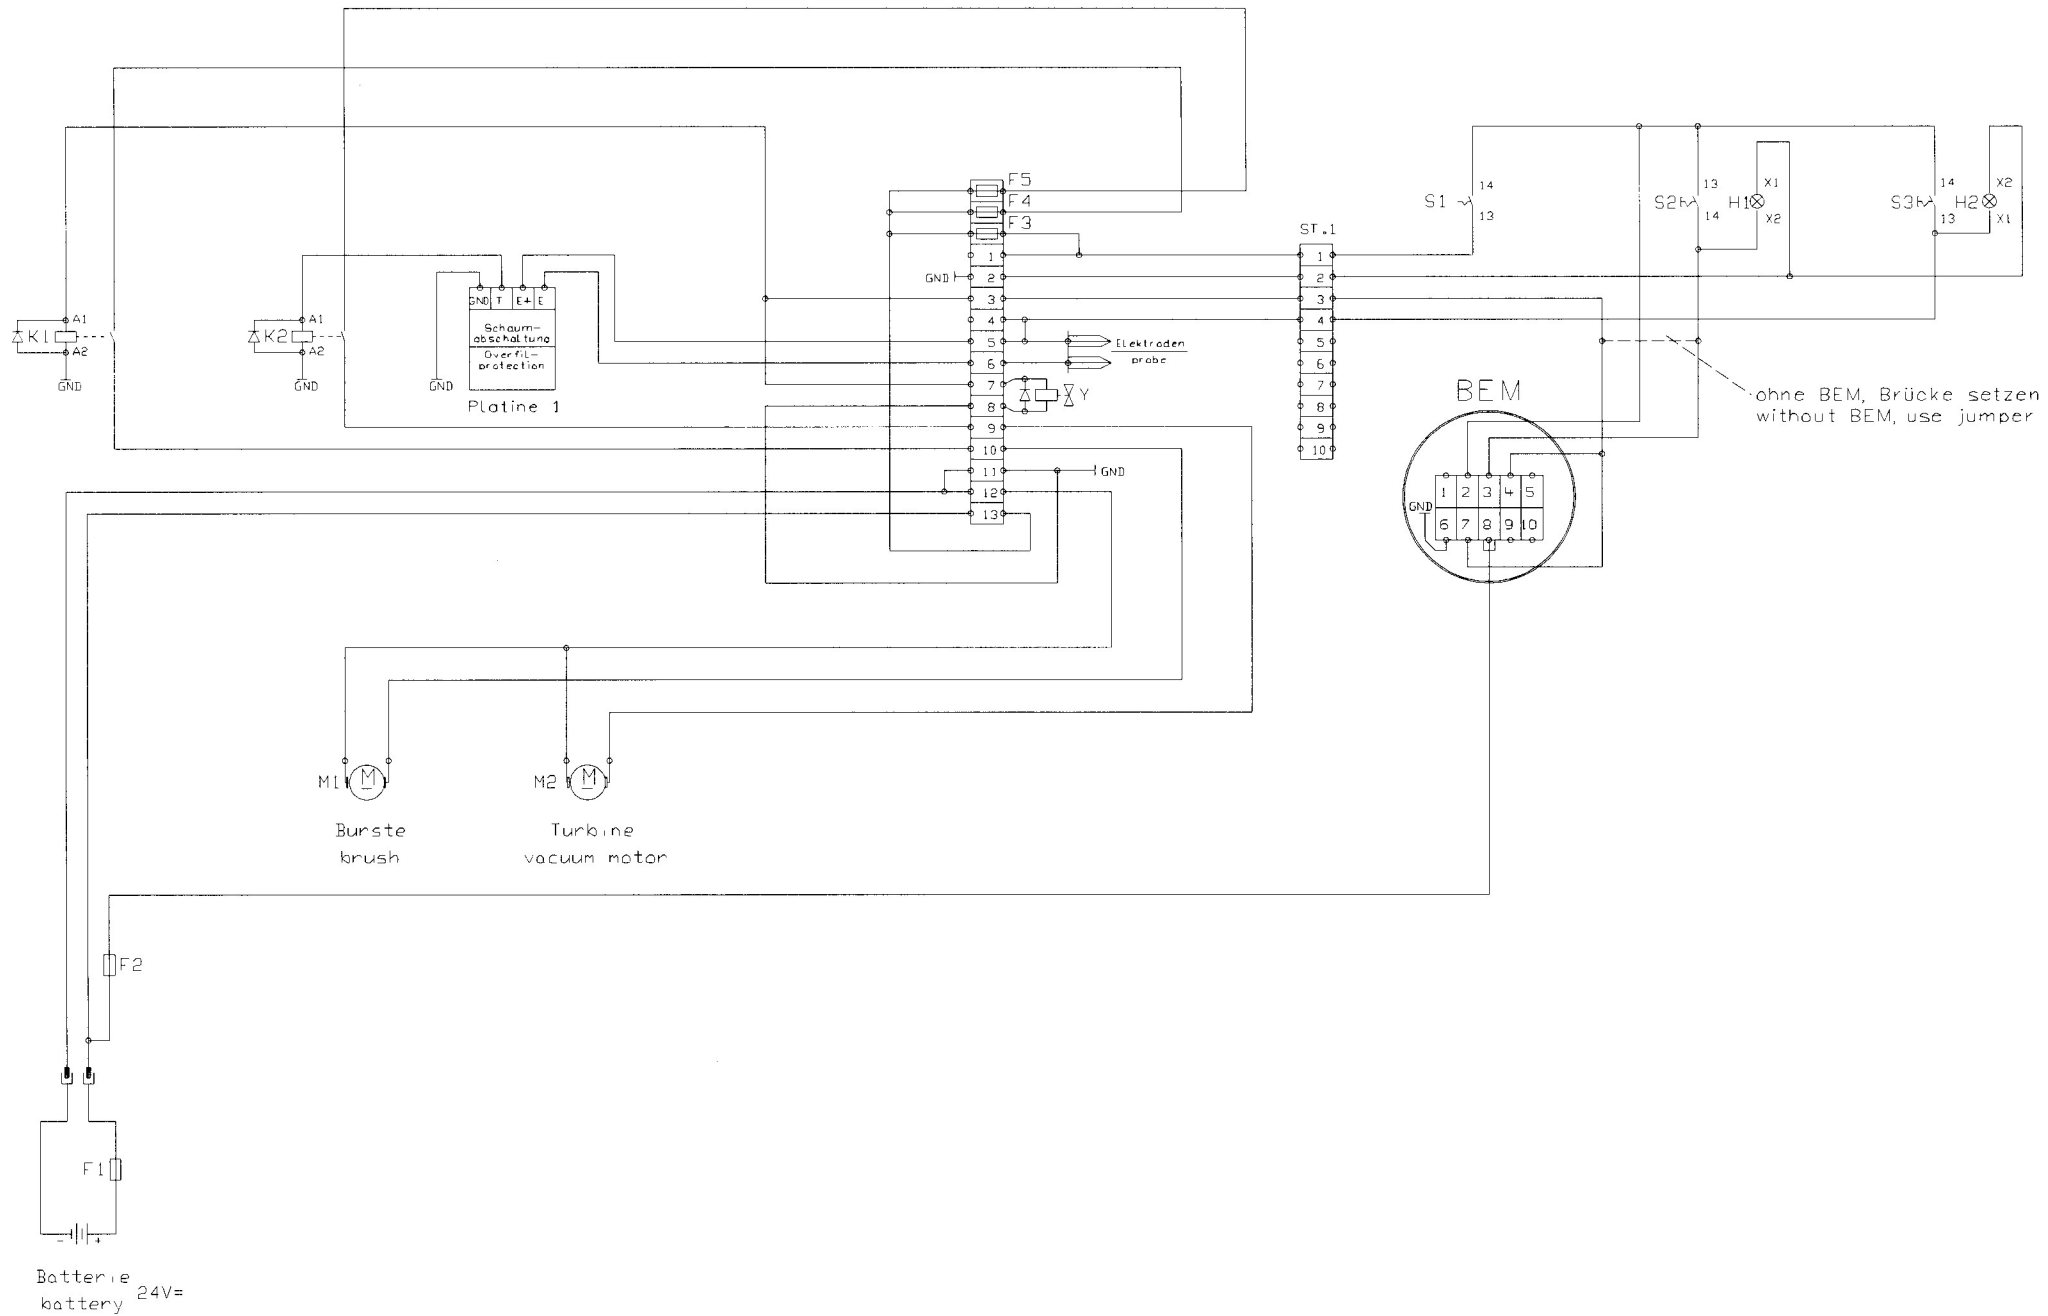 F5
F4
F3
14
S1
13
13
S2
14
X1
H1
X2
14
S3
13
X2
H2
X1
ST.1
1
2
3
4
5
6
7
8
9
10
GND
1
2
3
4
5
6
7
8
9
10
11
12
13
GND
Elektroden
probe
Y
K1
A1
A2
GND
K2
A1
A2
GND
GND
GND T E+ E
Schaum-
abschaltung
Overfil-
protection
Platine 1
BEM
ohne BEM, Brücke setzen
without BEM, use jumper
1 2 3 4 5
GND
6 7 8 9 10
M1 M
M2 M
Burste
brush
Turbine
vacuum motor
F2
F1
- +
Batterie
battery 24V=